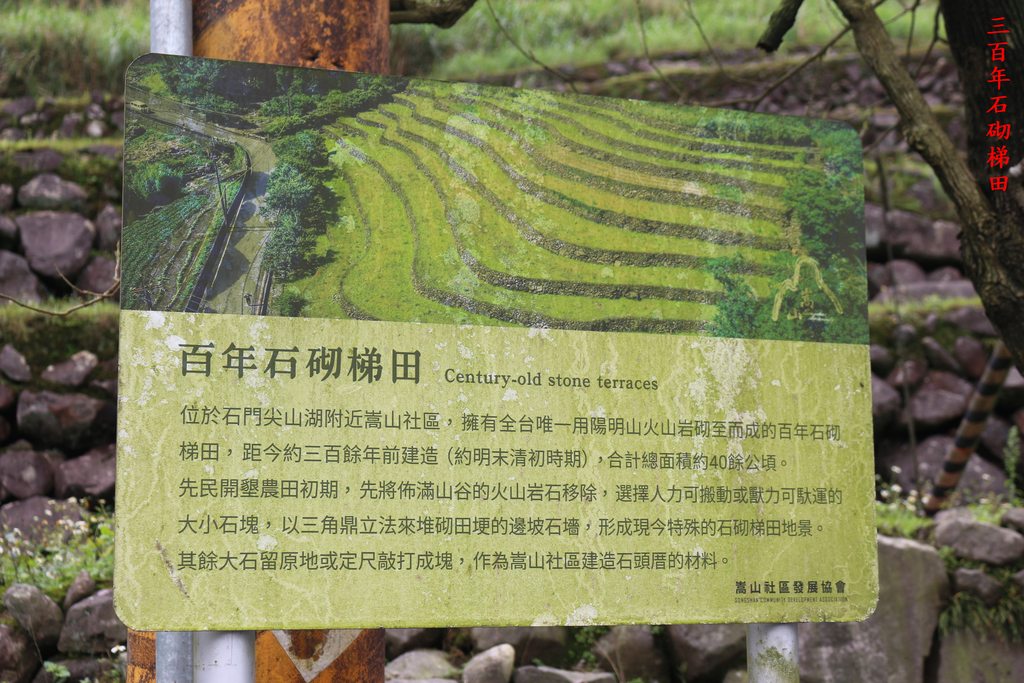 三百年石砌梯田
百年石砌梯田 Century-old stone terraces
位於石門尖山湖附近嵩山社區，擁有全台唯一用陽明山火山岩砌至而成的百年石砌
梯田，距今約三百餘年前建造（約明末清初時期），合計總面積約40餘公頃。
先民開墾農田初期，先將佈滿山谷的火山岩石移除，選擇人力可搬動或獸力可馱運的
大小石塊，以三角鼎立法來堆砌田埂的邊坡石墻，形成現今特殊的石砌梯田地景。
其餘大石留原地或定尺敲打成塊，作為嵩山社區建造石頭厝的材料。
嵩山社區發展協會
SONGSHAN COMMUNITY DEVELOPMENT ASSOCIATION